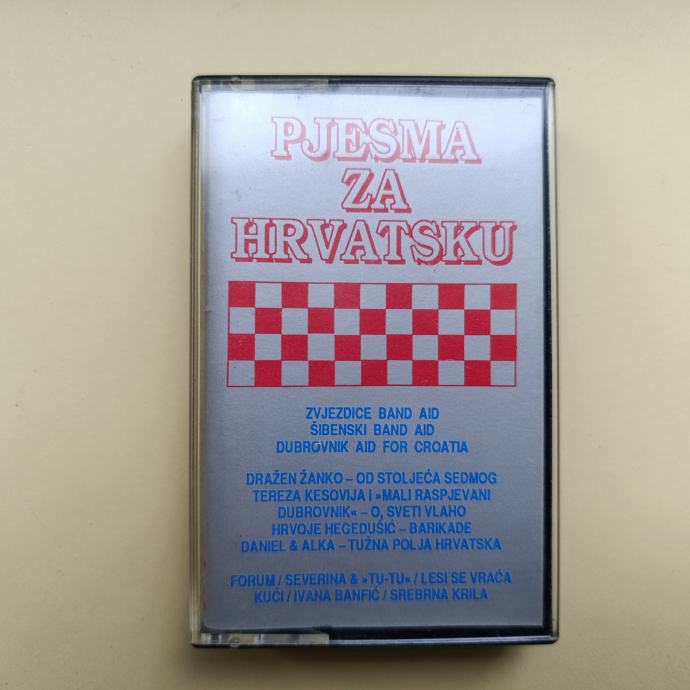 PJESMA
ZA
HRVATSKU
ZVJEZDICE BAND AID
ŠIBENSKI BAND AID
DUBROVNIK AID FOR CROATIA
DRAŽEN ŽANKO – OD STOLJEĆA SEDMOG
TEREZA KESOVIJA i »MALI RASPJEVANI
DUBROVNIK« – O, SVETI VLAHO
HRVOJE HEGEDUŠIĆ – BARIKADE
DANIEL & ALKA – TUŽNA POLJA HRVATSKA
FORUM / SEVERINA & »TU-TU« / LESI SE VRAĆA
KUĆI / IVANA BANFIĆ / SREBRNA KRILA